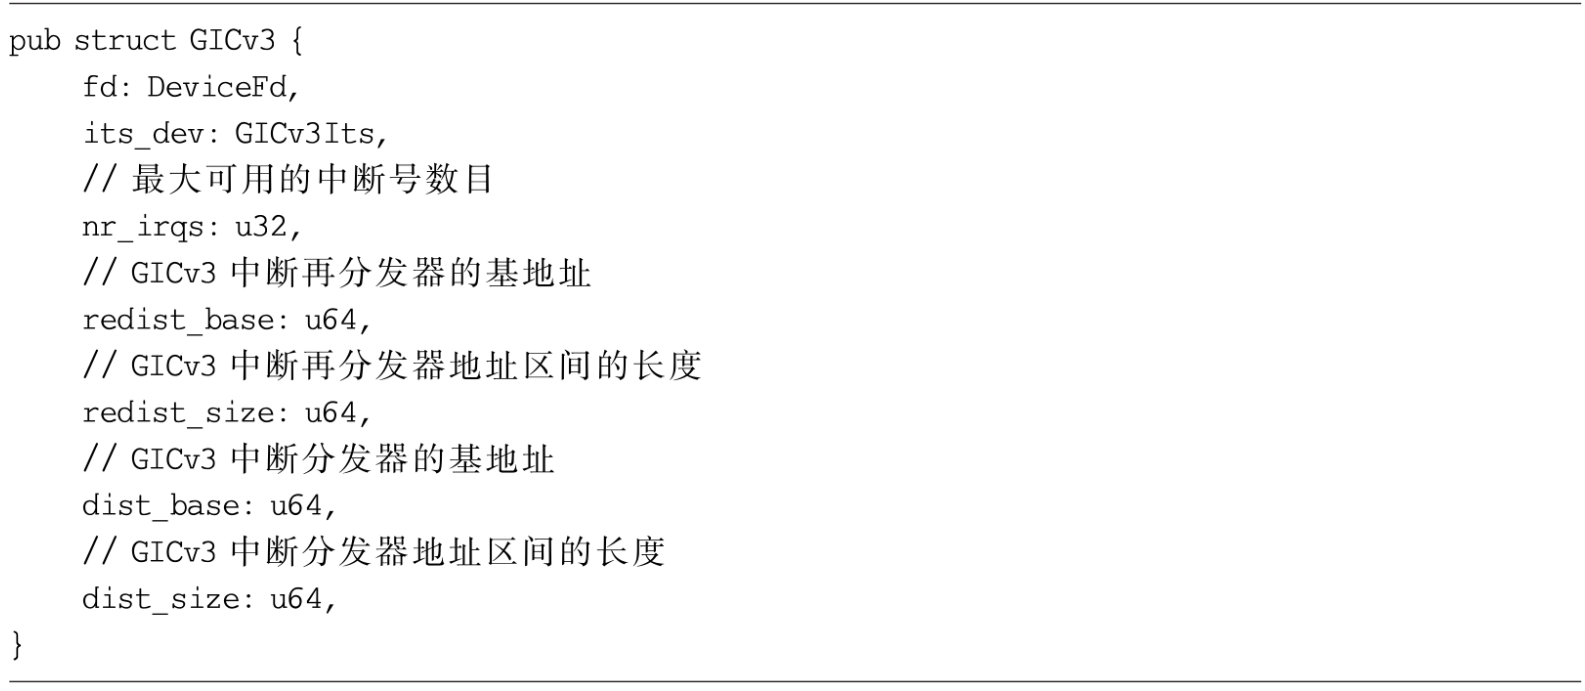 pub struct GICv3 {
    fd: DeviceFd,
    its_dev: GICv3Its,
    // 最大可用的中断号数目
    nr_irqs: u32,
    // GICv3 中断再分发器的基地址
    redist_base: u64,
    // GICv3 中断再分发器地址区间的长度
    redist_size: u64,
    // GICv3 中断分发器的基地址
    dist_base: u64,
    // GICv3 中断分发器地址区间的长度
    dist_size: u64,
}